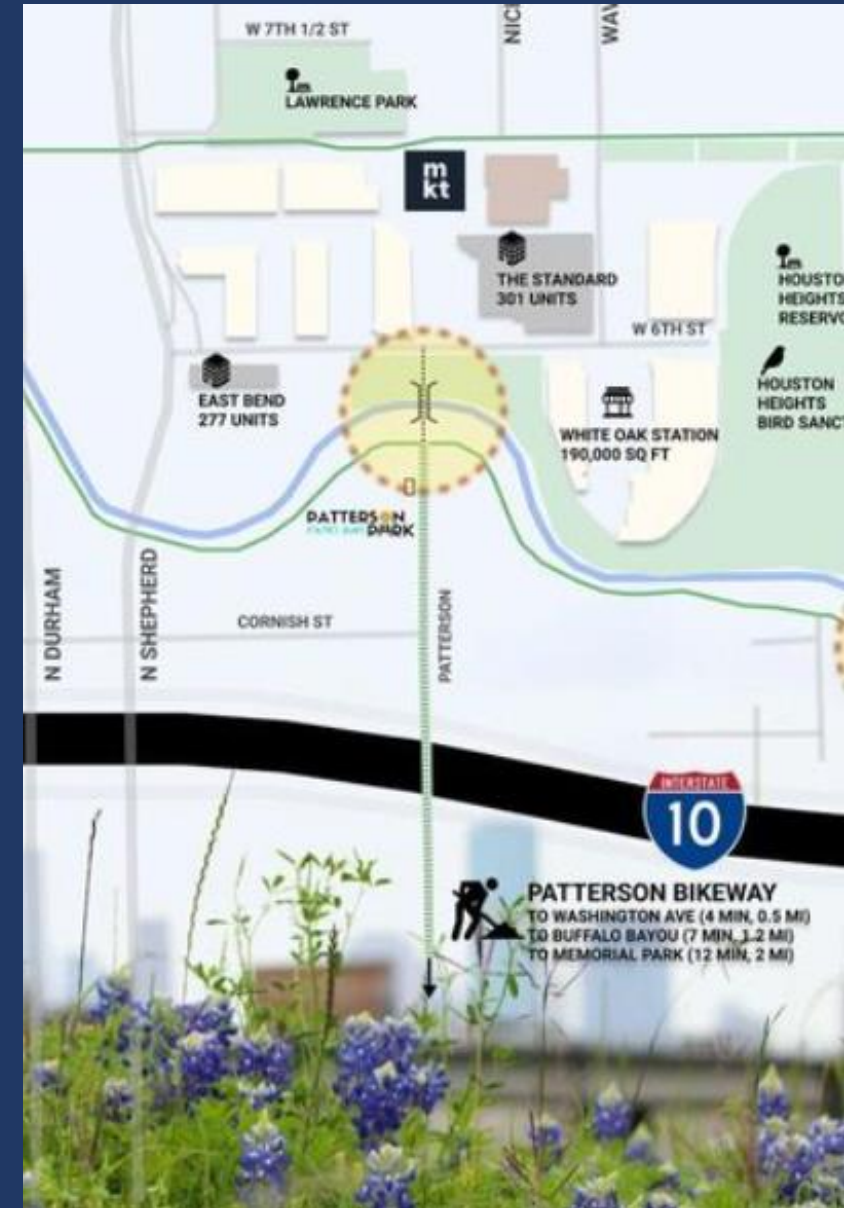 W 7TH 1/2 ST
NIC
WAV
LAWRENCE PARK
m
kt
THE STANDARD
301 UNITS
HOUSTO
HEIGHTS
RESERVO
W 6TH ST
EAST BEND
277 UNITS
HOUSTON
HEIGHTS
BIRD SANCT
WHITE OAK STATION
190,000 SQ FT
PATTERSON
PARK
N DURHAM
N SHEPHERD
CORNISH ST
PATTERSON
INTERSTATE
10
PATTERSON BIKEWAY
TO WASHINGTON AVE (4 MIN, 0.5 MI)
TO BUFFALO BAYOU (7 MIN, 1.2 MI)
TO MEMORIAL PARK (12 MIN, 2 MI)